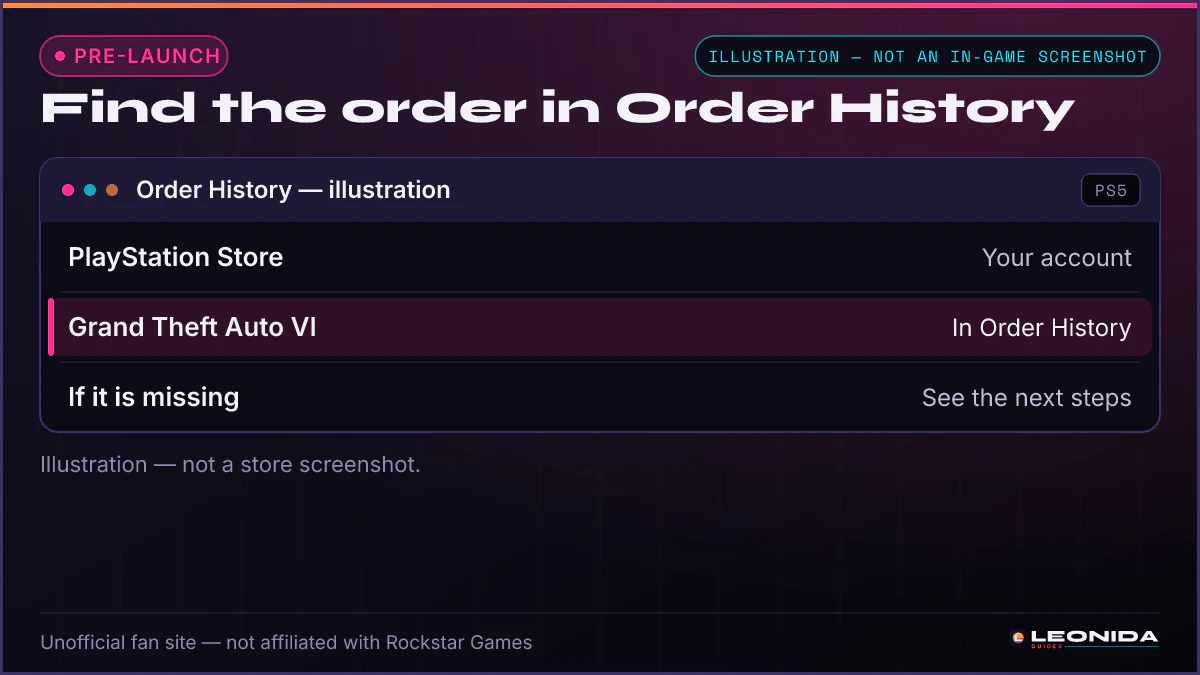 PRE-LAUNCH
ILLUSTRATION — NOT AN IN-GAME SCREENSHOT
Find the order in Order History
Order History — illustration
PS5
PlayStation Store
Your account
Grand Theft Auto VI
In Order History
If it is missing
See the next steps
Illustration — not a store screenshot.
Unofficial fan site — not affiliated with Rockstar Games
LEONIDA
GUIDES